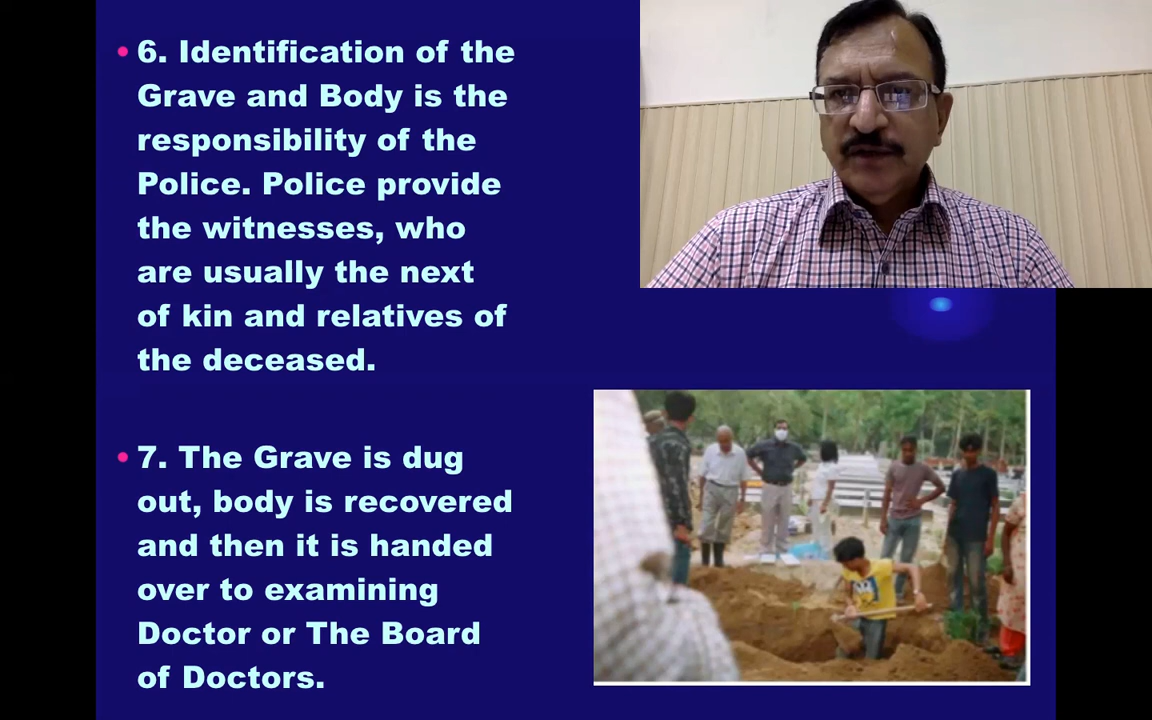 6. Identification of the
Grave and Body is the
responsibility of the
Police. Police provide
the witnesses, who
are usually the next
of kin and relatives of
the deceased.
7. The Grave is dug
out, body is recovered
and then it is handed
over to examining
Doctor or The Board
of Doctors.